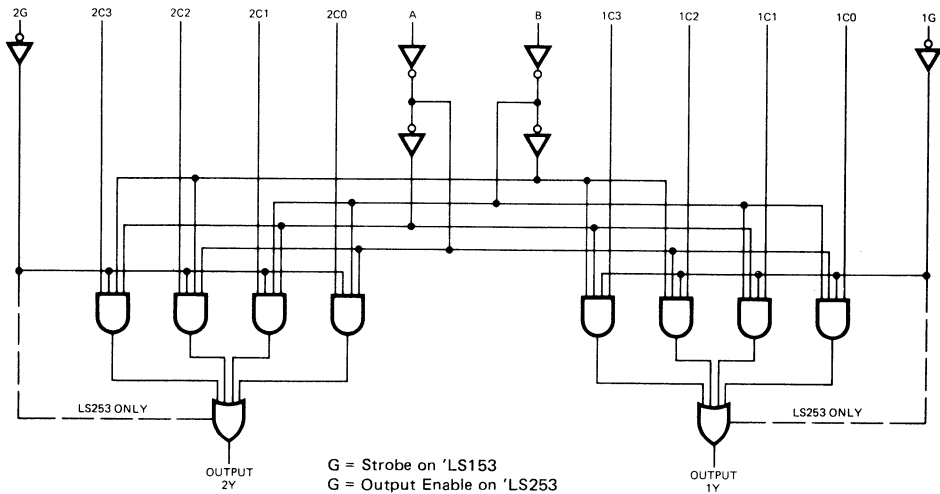 2G 2C3 2C2 2C1 2C0 A B 1C3 1C2 1C1 1C0 1G
LS253 ONLY
LS253 ONLY
OUTPUT
2Y
G = Strobe on 'LS153
G = Output Enable on 'LS253
OUTPUT
1Y